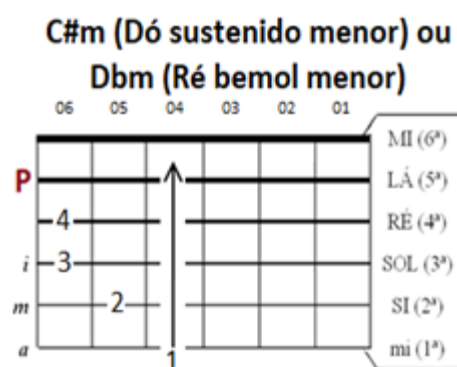 C#m (Dó sustenido menor) ou
Dbm (Ré bemol menor)
06 05 04 03 02 01
MI (6ª)
P LÁ (5ª)
4 RÉ (4ª)
i 3 SOL (3ª)
m 2 SI (2ª)
a 1 mi (1ª)